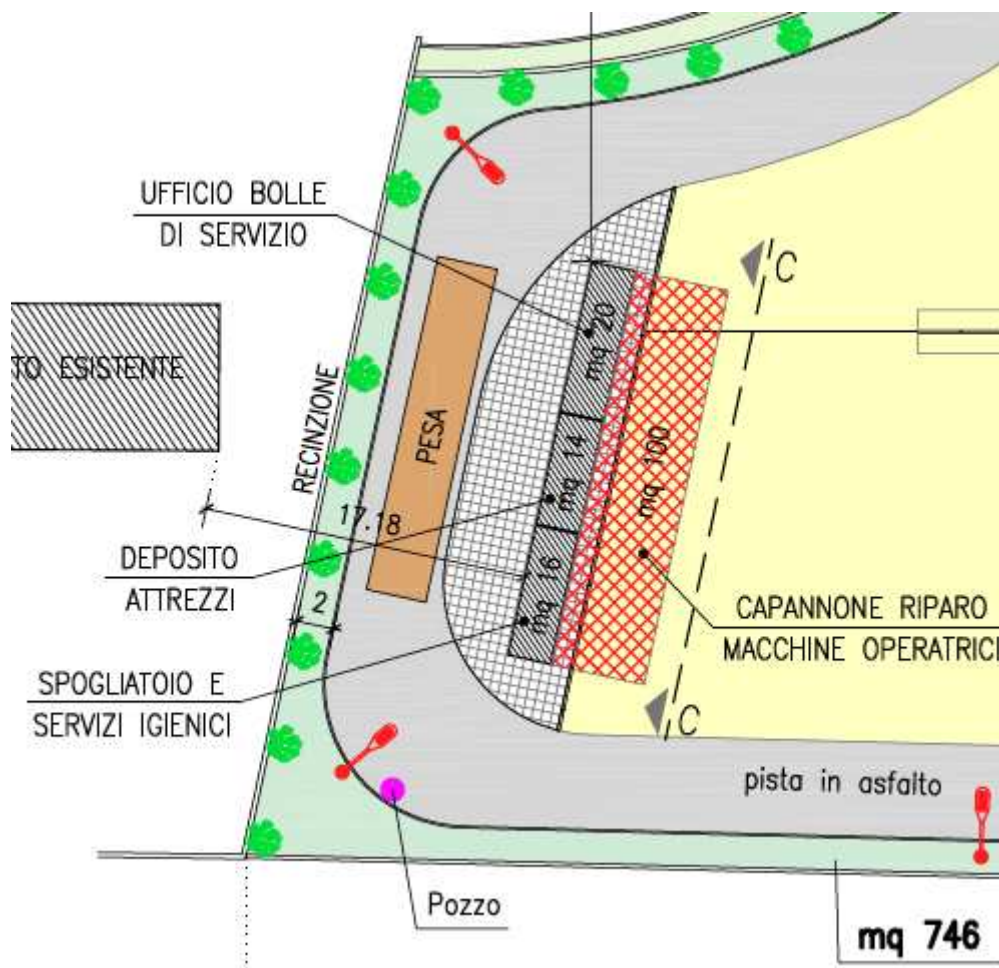 UFFICIO BOLLE
DI SERVIZIO
C
mq 20
TO ESISTENTE
RECINZIONE
PESA
mq 14
mq 100
17.18
DEPOSITO
ATTREZZI
mq 16
2
CAPANNONE RIPARO
MACCHINE OPERATRICI
SPOGLIATOIO E
SERVIZI IGIENICI
C
pista in asfalto
Pozzo
mq 746